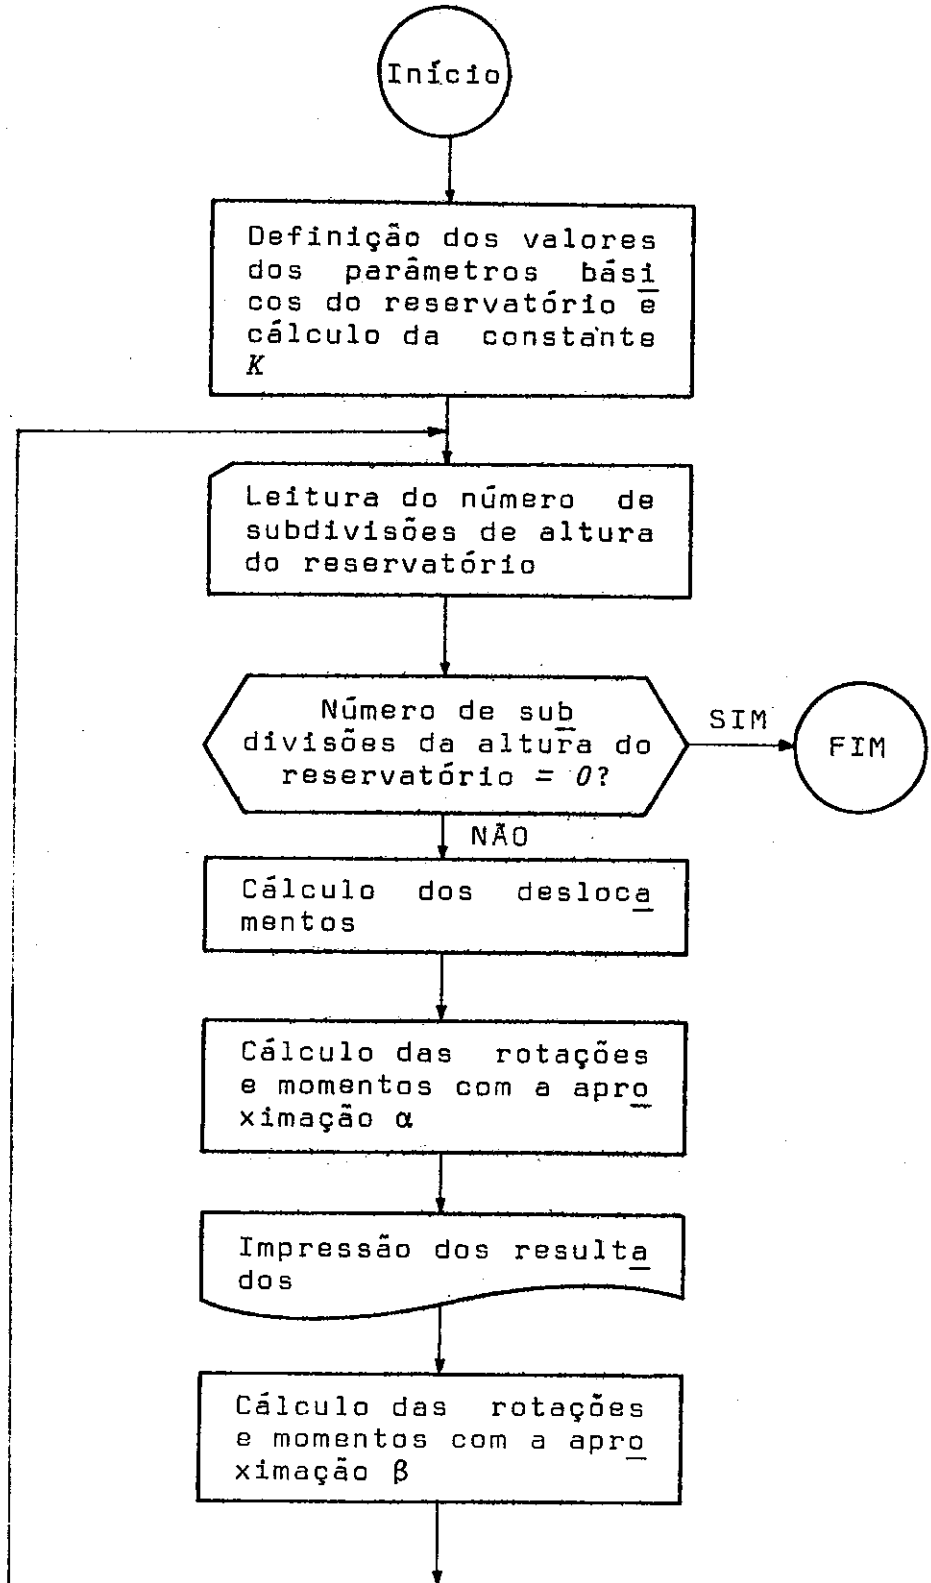 Início
Definição dos valores
dos parâmetros bási
cos do reservatório e
cálculo da constante
K
Leitura do número de
subdivisões de altura
do reservatório
Número de sub
divisões da altura do
reservatório = 0?
SIM
FIM
NÃO
Cálculo dos desloca
mentos
Cálculo das rotações
e momentos com a apro
ximação α
Impressão dos resulta
dos
Cálculo das rotações
e momentos com a apro
ximação β